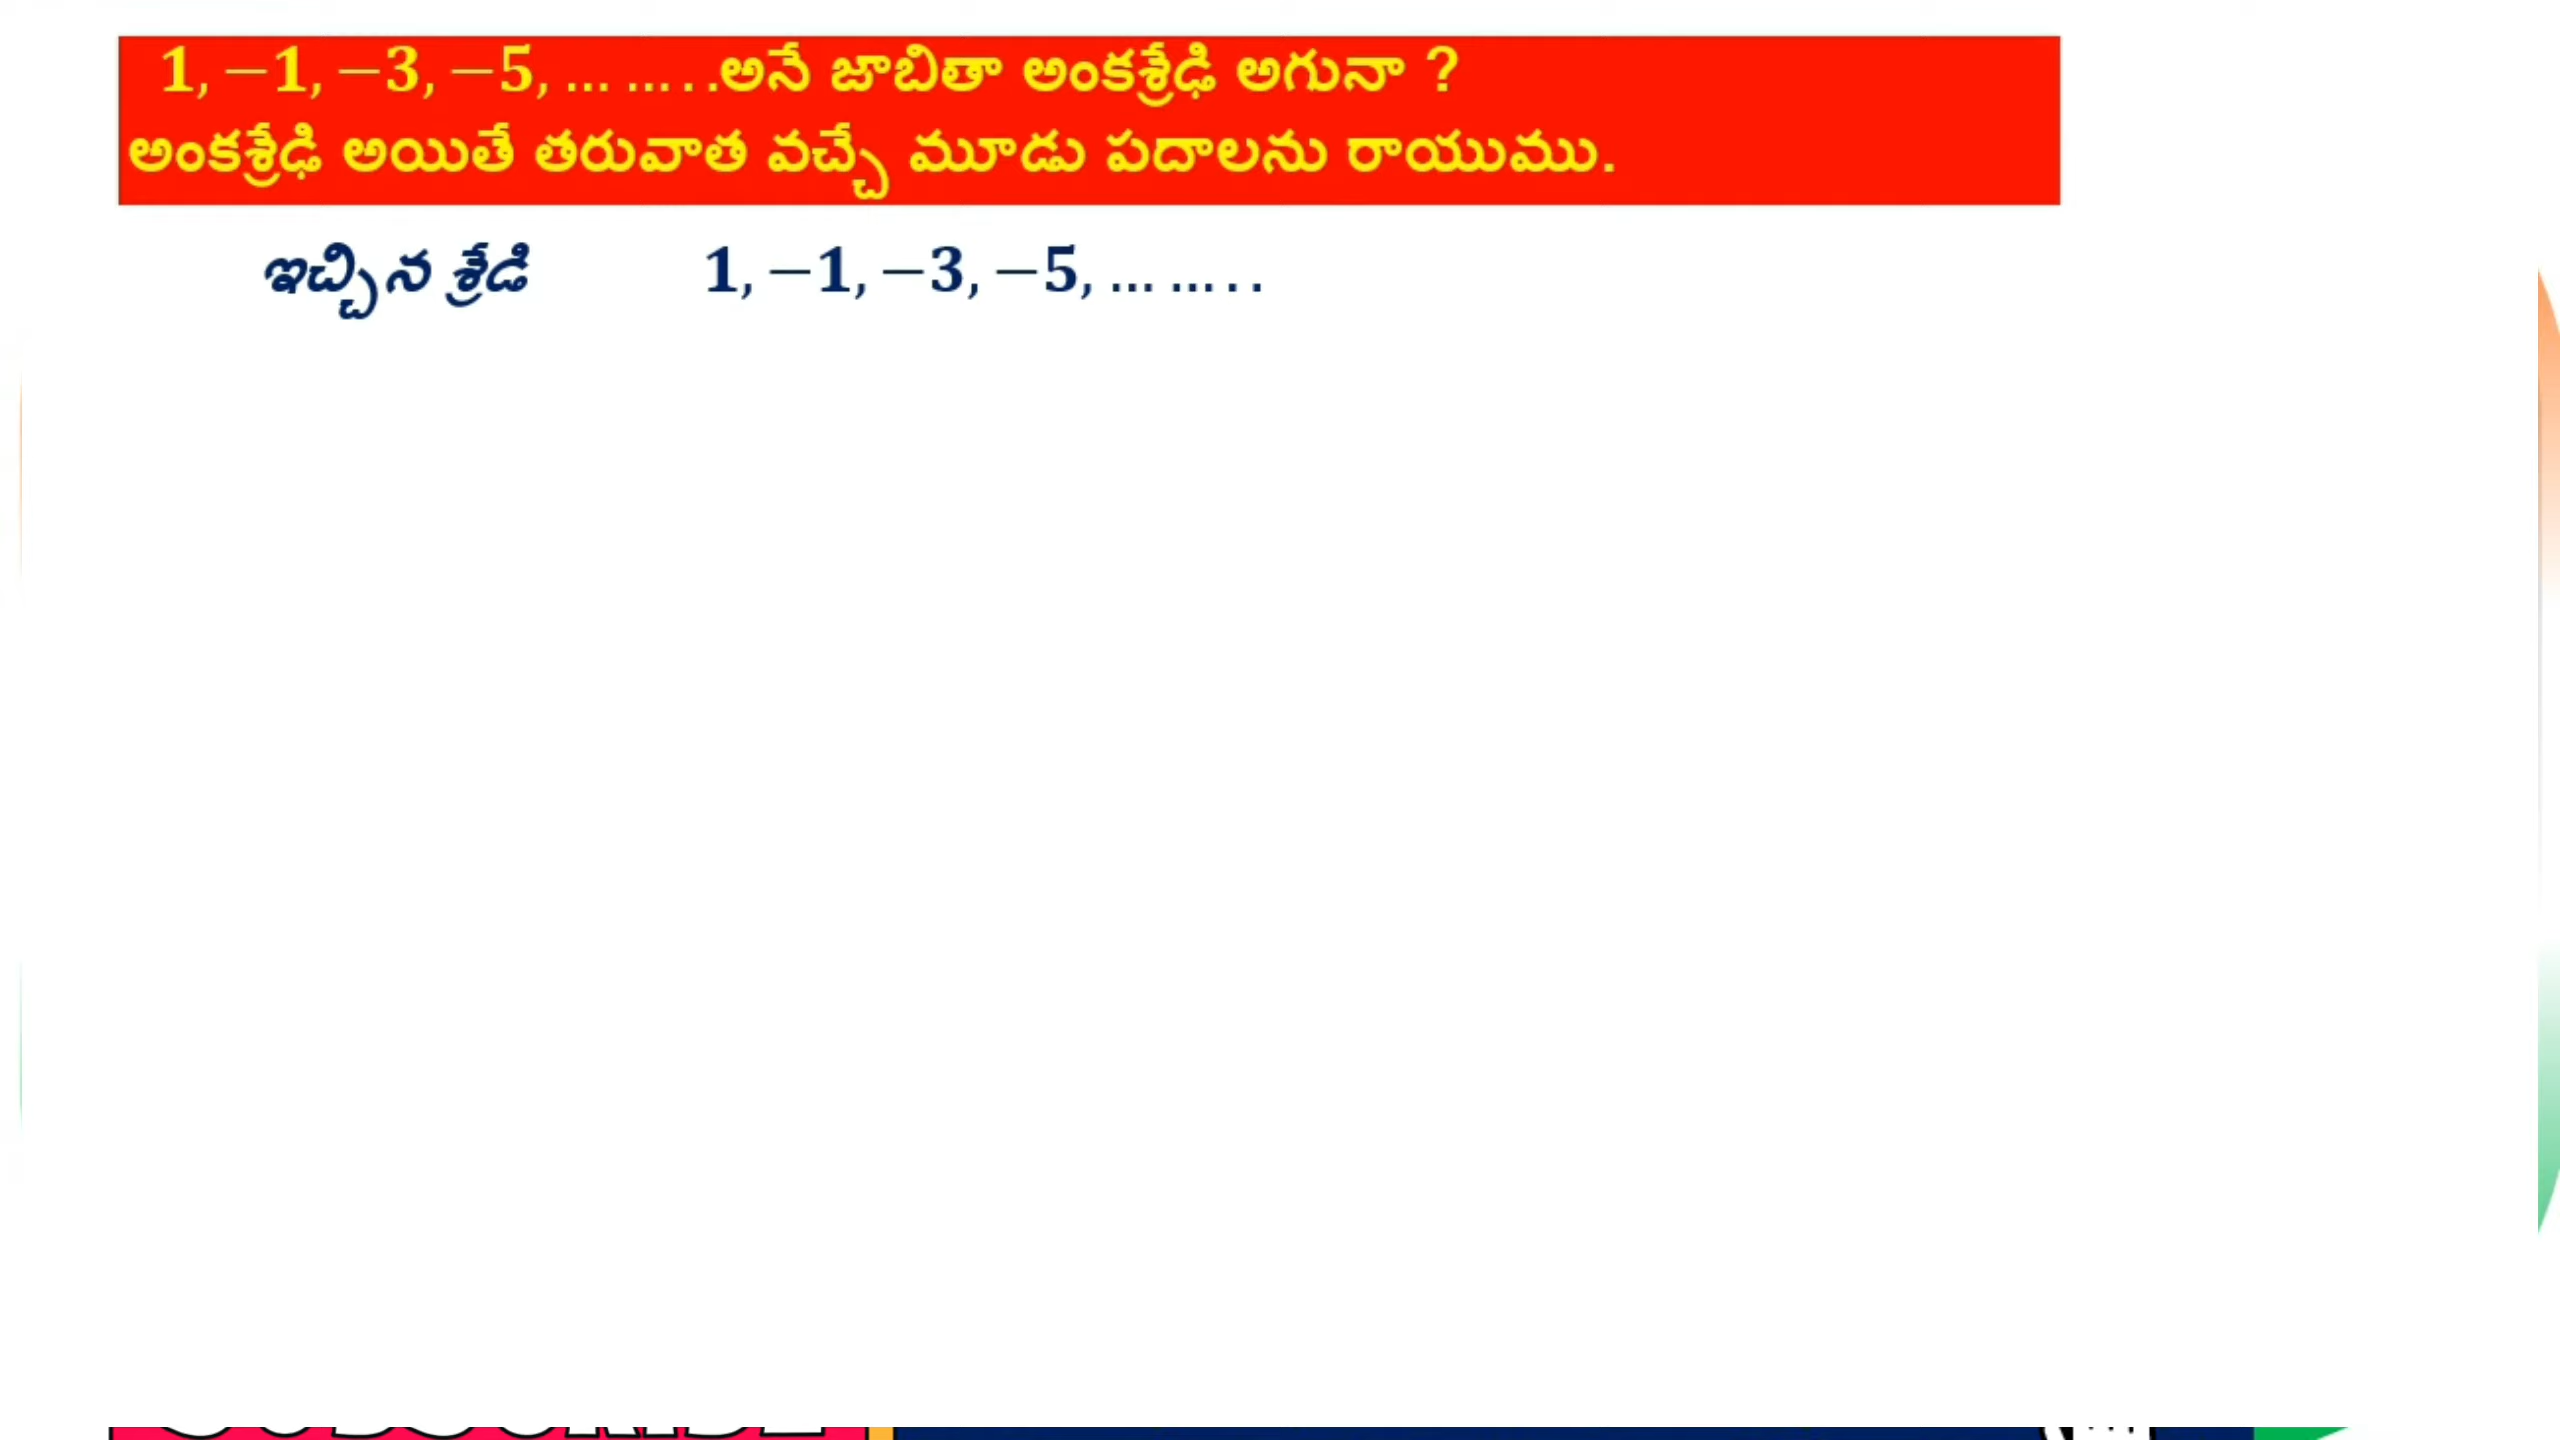 1, −1, −3, −5, ... ... . .అనే జాబితా అంకశ్రేఢి అగునా ?
అంకశ్రేఢి అయితే తరువాత వచ్చే మూడు పదాలను రాయుము.
ఇచ్చిన శ్రేడి 1, −1, −3, −5, ... ... . .